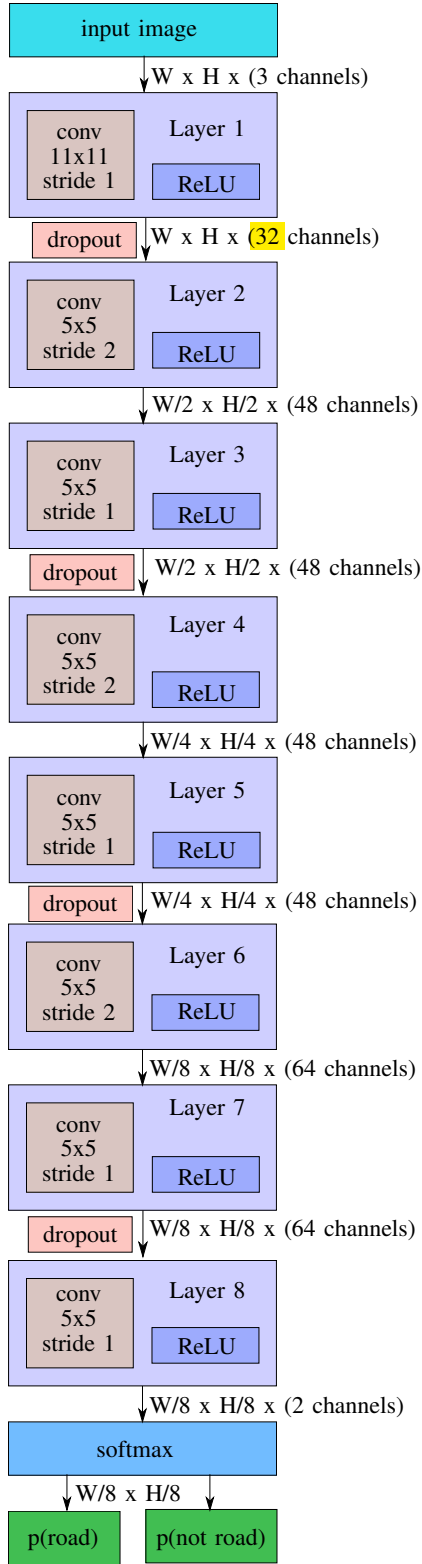 input image
W x H x (3 channels)
conv
11x11
stride 1
Layer 1
ReLU
dropout
W x H x (32 channels)
conv
5x5
stride 2
Layer 2
ReLU
W/2 x H/2 x (48 channels)
conv
5x5
stride 1
Layer 3
ReLU
dropout
W/2 x H/2 x (48 channels)
conv
5x5
stride 2
Layer 4
ReLU
W/4 x H/4 x (48 channels)
conv
5x5
stride 1
Layer 5
ReLU
dropout
W/4 x H/4 x (48 channels)
conv
5x5
stride 2
Layer 6
ReLU
W/8 x H/8 x (64 channels)
conv
5x5
stride 1
Layer 7
ReLU
dropout
W/8 x H/8 x (64 channels)
conv
5x5
stride 1
Layer 8
ReLU
W/8 x H/8 x (2 channels)
softmax
W/8 x H/8
p(road)
p(not road)